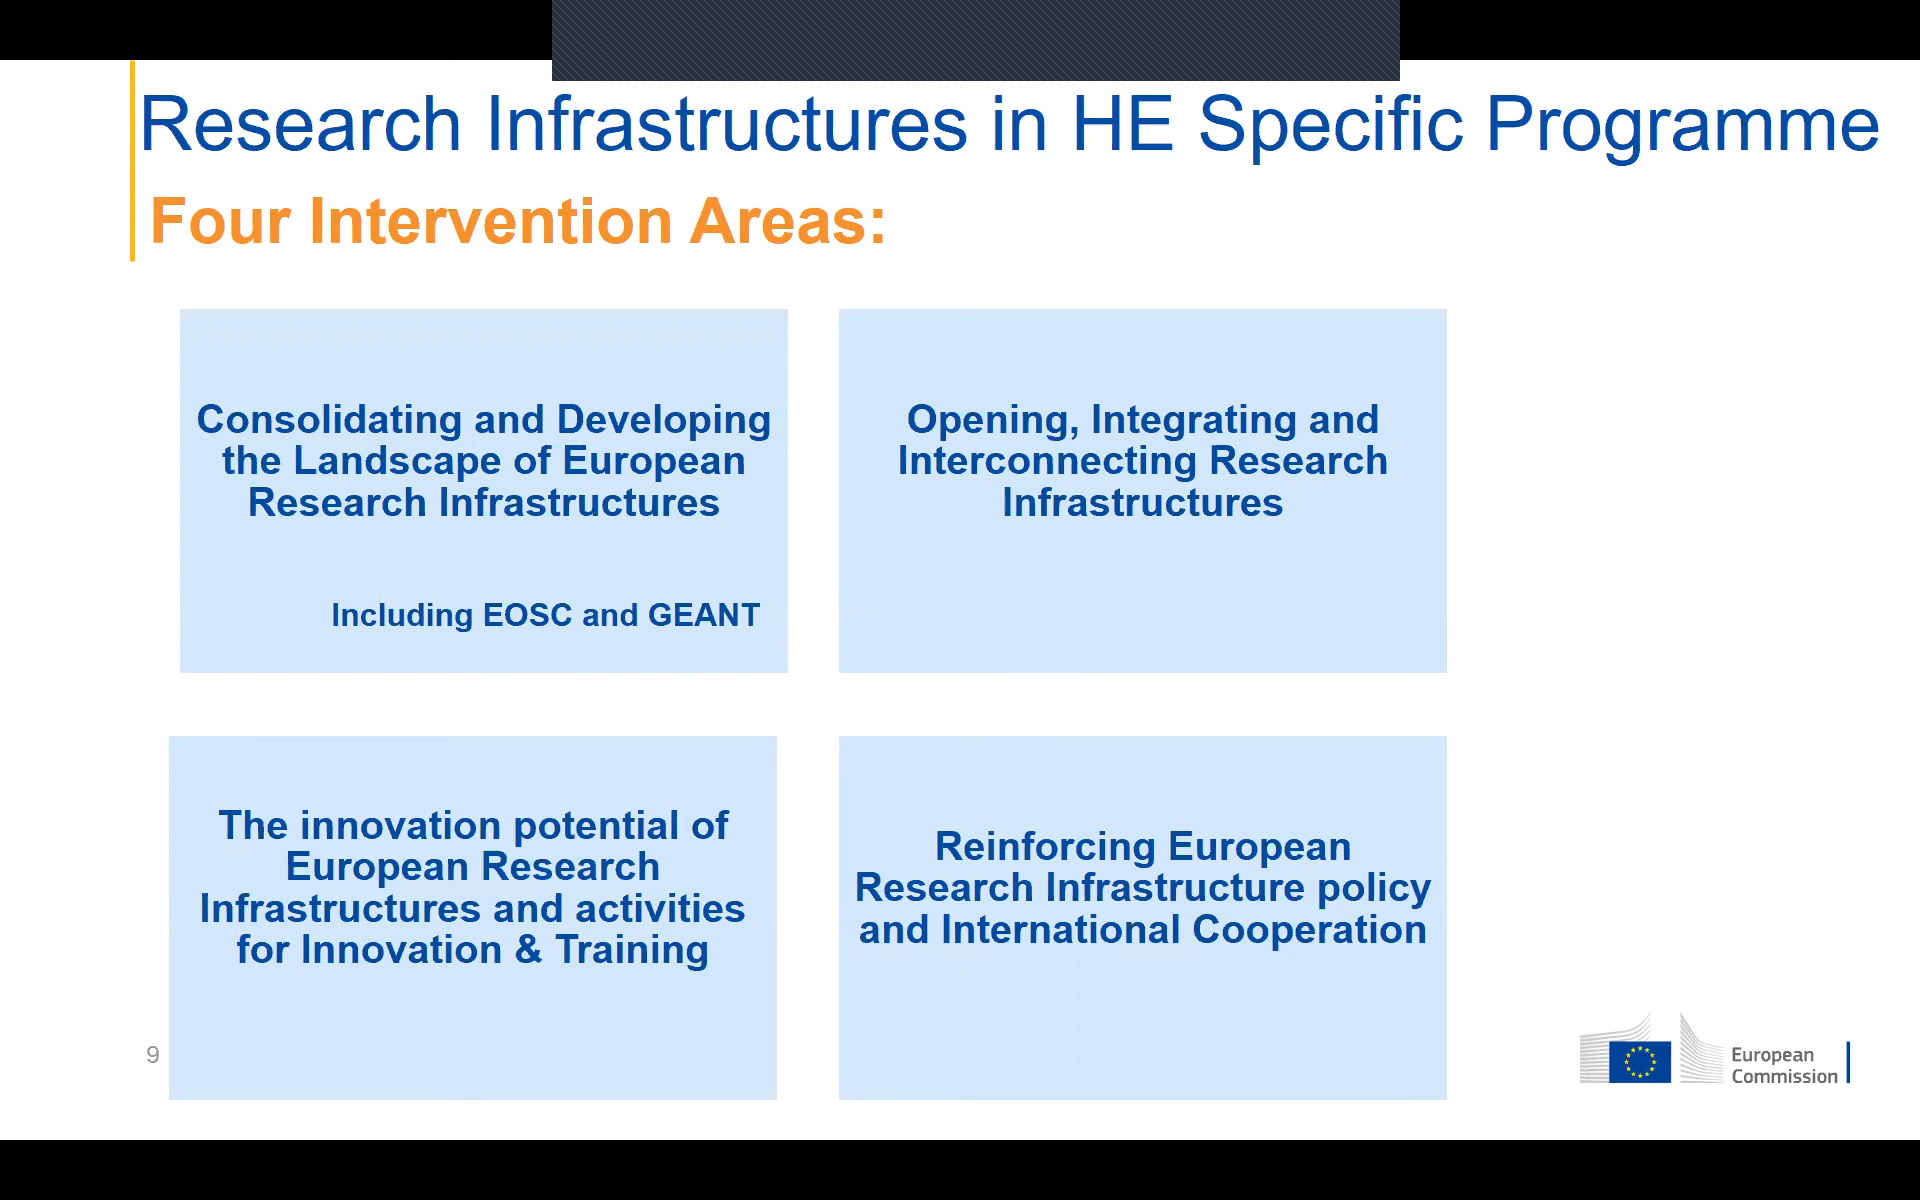 Research Infrastructures in HE Specific Programme
Four Intervention Areas:
Consolidating and Developing
the Landscape of European
Research Infrastructures
Including EOSC and GEANT
Opening, Integrating and
Interconnecting Research
Infrastructures
The innovation potential of
European Research
Infrastructures and activities
for Innovation & Training
Reinforcing European
Research Infrastructure policy
and International Cooperation
9
European
Commission